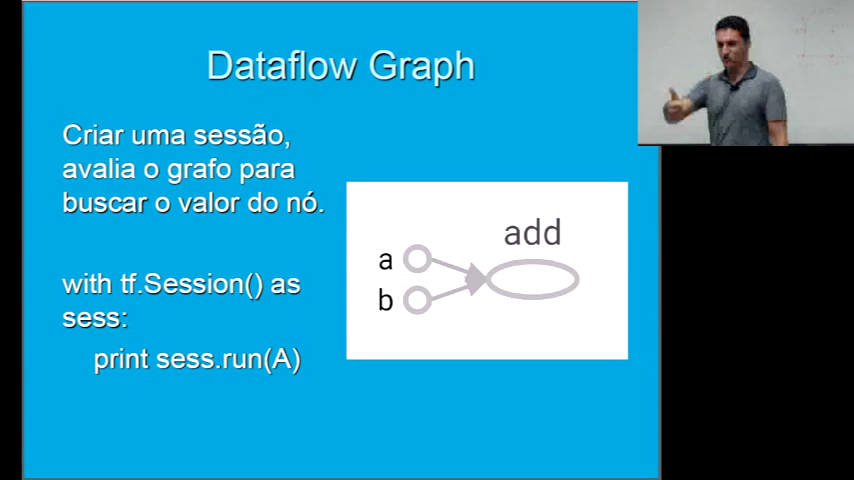 Dataflow Graph
Criar uma sessão,
avalia o grafo para
buscar o valor do nó.
with tf.Session() as
sess:
print sess.run(A)
add
a
b